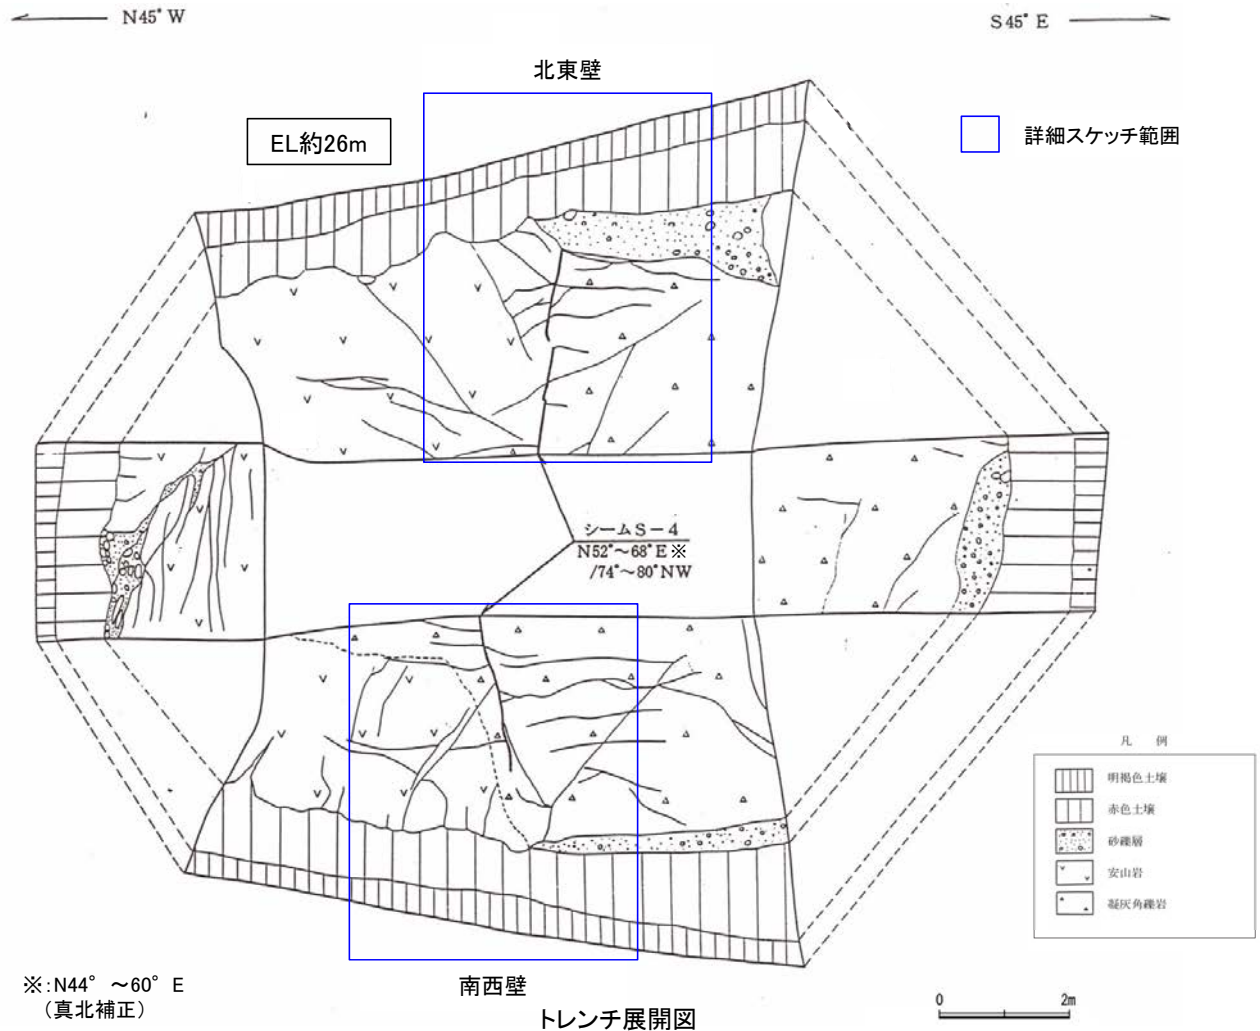 N45°W
S45°E
北東壁
EL約26m
詳細スケッチ範囲
シームS-4
N52°~68°E※
/74°~80°NW
凡 例
明褐色土壌
赤色土壌
砂礫層
安山岩
凝灰角礫岩
※:N44° ~60° E
(真北補正)
南西壁
トレンチ展開図
0 2m